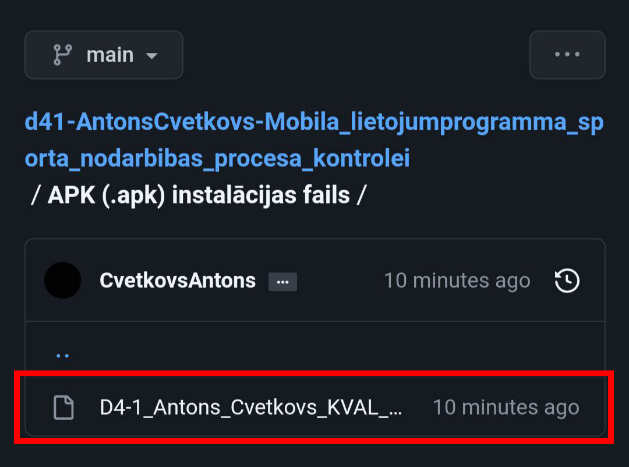 main
d41-AntonsCvetkovs-Mobila_lietojumprogramma_sp
orta_nodarbibas_procesa_kontrolei
/ APK (.apk) instalācijas fails /
CvetkovsAntons ... 10 minutes ago
..
D4-1_Antons_Cvetkovs_KVAL_... 10 minutes ago